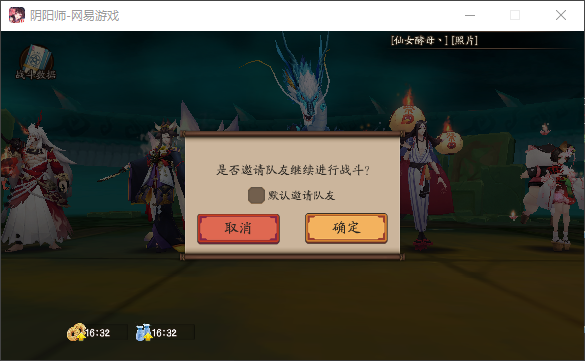 阴阳师-网易游戏
[仙女酵母丶] [照片]
战斗数据
是否邀请队友继续进行战斗?
默认邀请队友
取消
确定
16:32
16:32